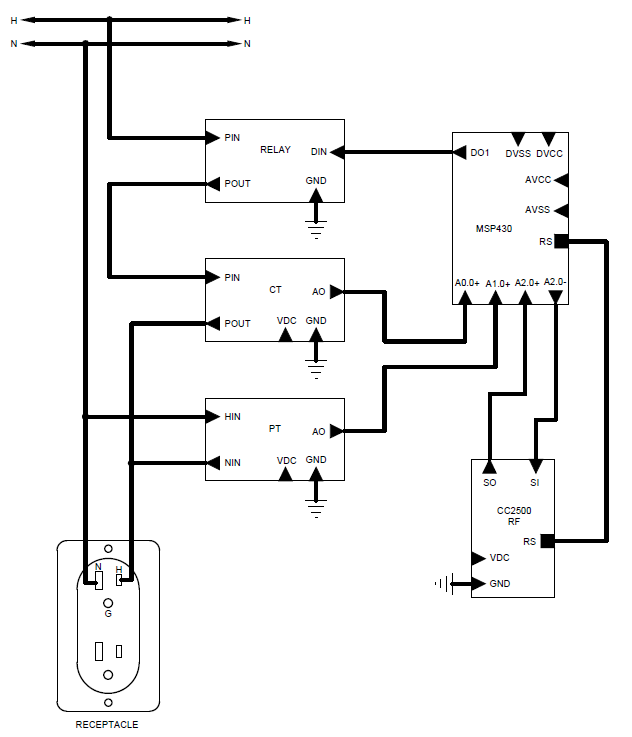 H H
N N
PIN
RELAY
DIN
POUT
GND
DO1
DVSS DVCC
AVCC
AVSS
MSP430
RS
A0.0+ A1.0+ A2.0+ A2.0-
PIN
CT
AO
POUT
VDC GND
HIN
PT
AO
NIN
VDC GND
SO SI
CC2500
RF
RS
VDC
GND
N H
G
RECEPTACLE